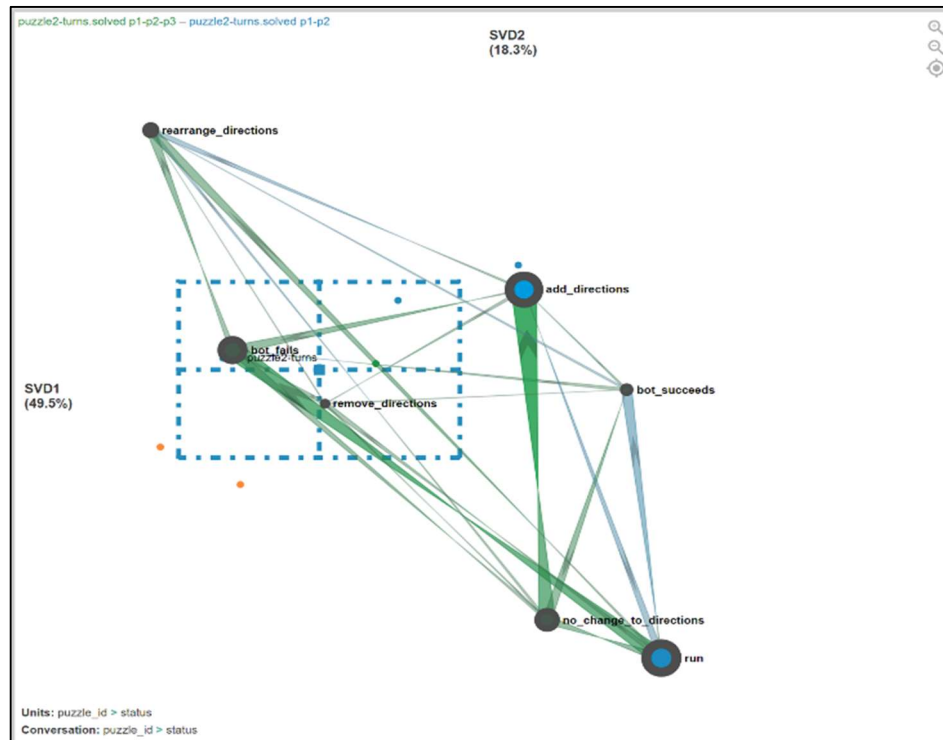 puzzle2-turns.solved p1-p2-p3 – puzzle2-turns.solved p1-p2
SVD2
(18.3%)
rearrange_directions
add_directions
bot_fails
puzzle2-turns
bot_succeeds
SVD1
(49.5%)
remove_directions
no_change_to_directions
run
Units: puzzle_id > status
Conversation: puzzle_id > status